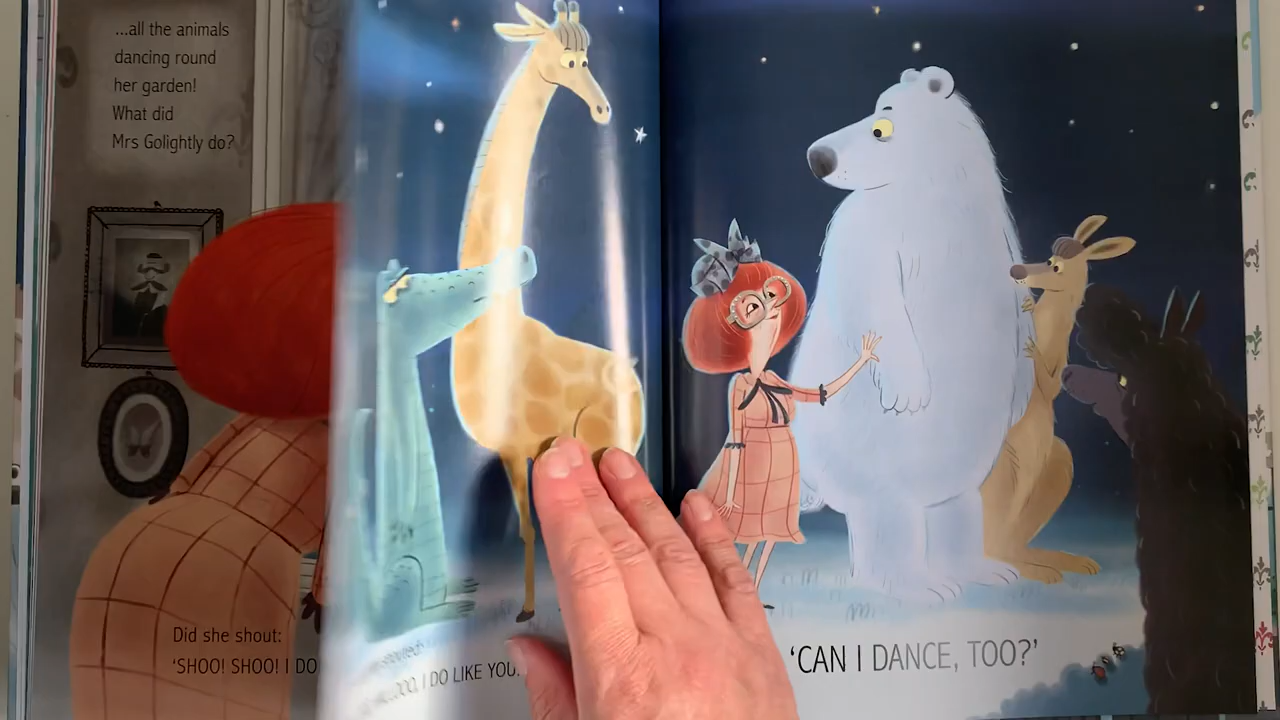 ...all the animals
dancing round
her garden!
What did
Mrs Golightly do?
Did she shout:
'SHOO! SHOO! I DO
I DO LIKE YOU.
'CAN I DANCE, TOO?'